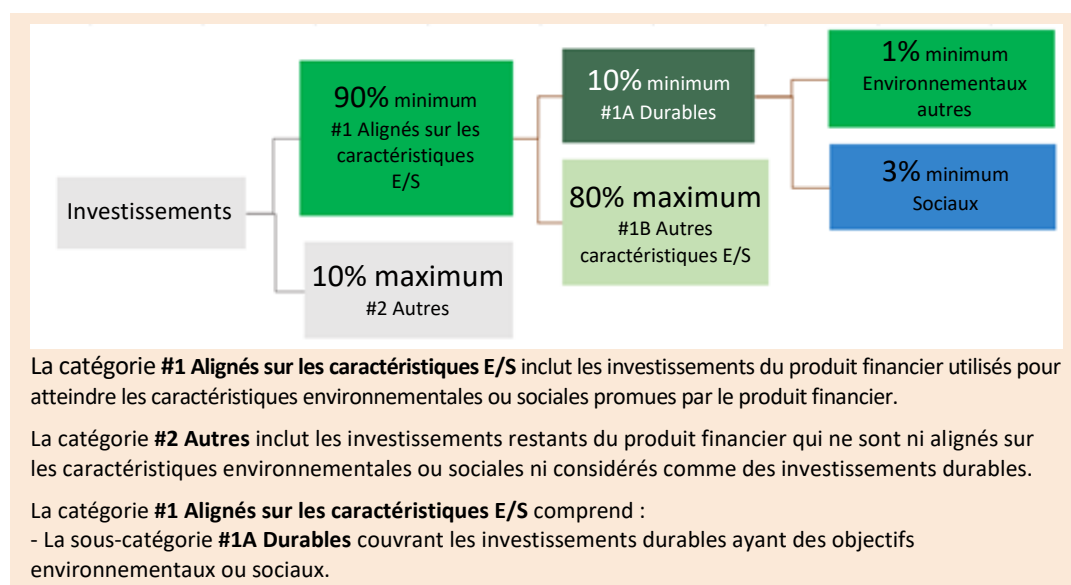 Investissements
90% minimum
#1 Alignés sur les
caractéristiques
E/S
10% maximum
#2 Autres
10% minimum
#1A Durables
80% maximum
#1B Autres
caractéristiques E/S
1% minimum
Environnementaux
autres
3% minimum
Sociaux
La catégorie #1 Alignés sur les caractéristiques E/S inclut les investissements du produit financier utilisés pour
atteindre les caractéristiques environnementales ou sociales promues par le produit financier.
La catégorie #2 Autres inclut les investissements restants du produit financier qui ne sont ni alignés sur
les caractéristiques environnementales ou sociales ni considérés comme des investissements durables.
La catégorie #1 Alignés sur les caractéristiques E/S comprend :
- La sous-catégorie #1A Durables couvrant les investissements durables ayant des objectifs
environnementaux ou sociaux.